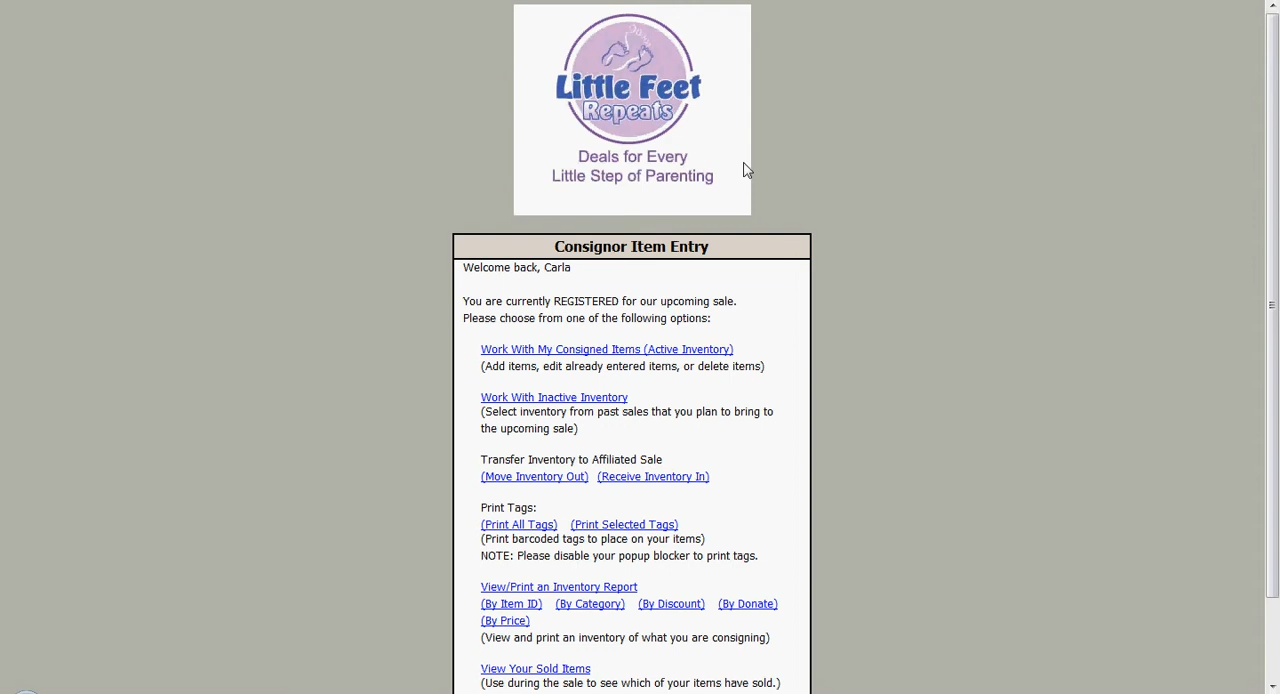 Little Feet
Repeats
Deals for Every
Little Step of Parenting
Consignor Item Entry
Welcome back, Carla
You are currently REGISTERED for our upcoming sale.
Please choose from one of the following options:
Work With My Consigned Items (Active Inventory)
(Add items, edit already entered items, or delete items)
Work With Inactive Inventory
(Select inventory from past sales that you plan to bring to
the upcoming sale)
Transfer Inventory to Affiliated Sale
(Move Inventory Out) (Receive Inventory In)
Print Tags:
(Print All Tags) (Print Selected Tags)
(Print barcoded tags to place on your items)
NOTE: Please disable your popup blocker to print tags.
View/Print an Inventory Report
(By Item ID) (By Category) (By Discount) (By Donate)
(By Price)
(View and print an inventory of what you are consigning)
View Your Sold Items
(Use during the sale to see which of your items have sold.)